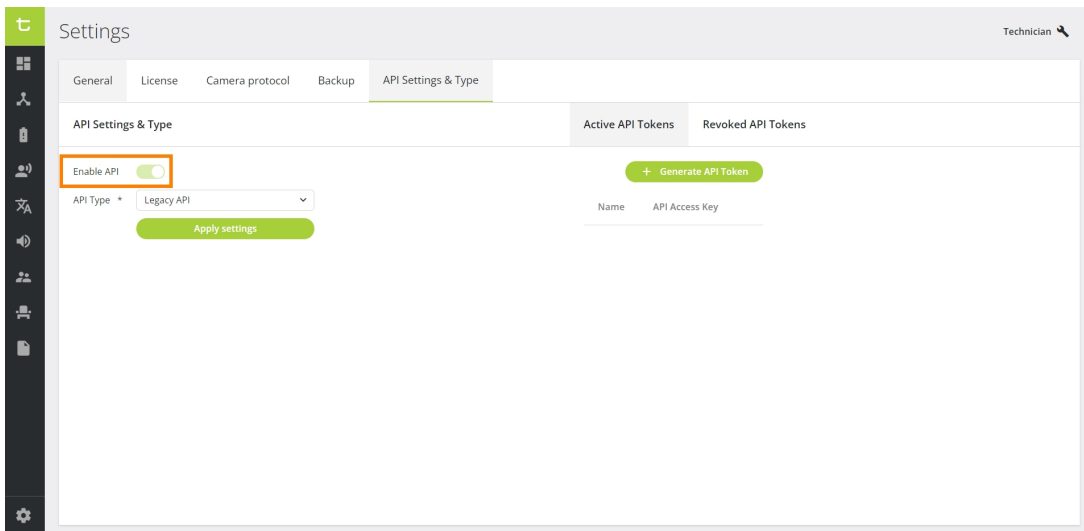 Settings
Technician
General License Camera protocol Backup API Settings & Type
API Settings & Type
Active API Tokens Revoked API Tokens
Enable API
+ Generate API Token
API Type * Legacy API
Name API Access Key
Apply settings